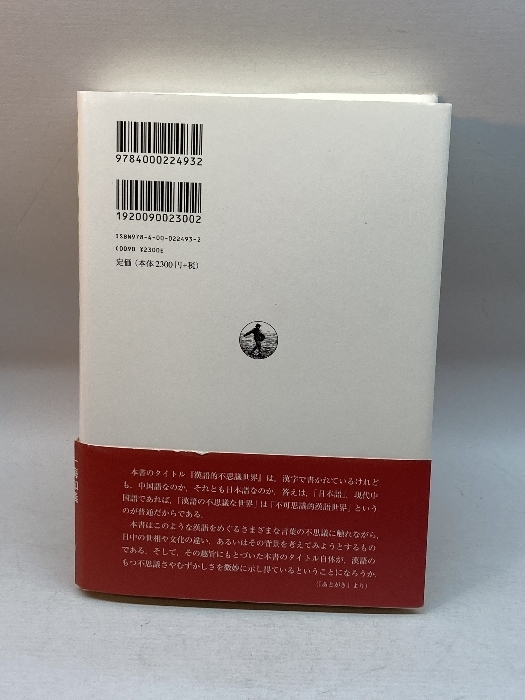 9784000224932
1920090023002
ISBN978-4-00-022493-2
C0090 ¥2300E
定価（本体2300円+税）
本書のタイトル『漢語的不思議世界』は、漢字で書かれているけれど
も、中国語なのか、それとも日本語なのか。答えは、「日本語」。現代中
国語であれば、「漢語の不思議な世界」は「不可思議的漢語世界」という
のが普通だからである。
本書はこのような漢語をめぐるさまざまな言葉の不思議に触れながら、
日中の世相や文化の違い、あるいはその背景を考えてみようとするもの
である。そして、その趣旨にもとづいた本書のタイトル自体が、漢語の
もつ不思議さやむずかしさを微妙に示し得ているということになろうか。
（「あとがき」より）